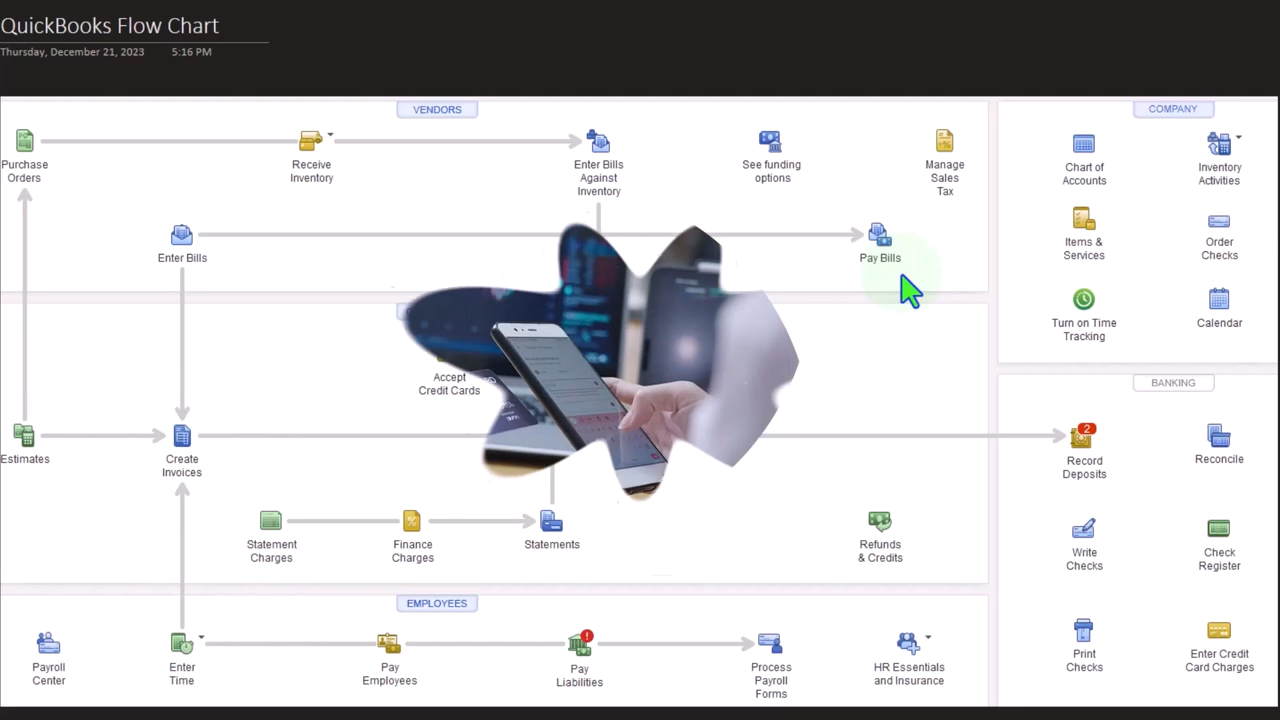 QuickBooks Flow Chart
Thursday, December 21, 2023 5:16 PM
VENDORS
Purchase
Orders
Receive
Inventory
Enter Bills
Against
Inventory
See funding
options
Manage
Sales
Tax
Enter Bills
Pay Bills
Accept
Credit Cards
Estimates
Create
Invoices
Statement
Charges
Finance
Charges
Statements
Refunds
& Credits
EMPLOYEES
Payroll
Center
Enter
Time
Pay
Employees
Pay
Liabilities
Process
Payroll
Forms
HR Essentials
and Insurance
COMPANY
Chart of
Accounts
Inventory
Activities
Items &
Services
Order
Checks
Turn on Time
Tracking
Calendar
BANKING
2
Record
Deposits
Reconcile
Write
Checks
Check
Register
Print
Checks
Enter Credit
Card Charges